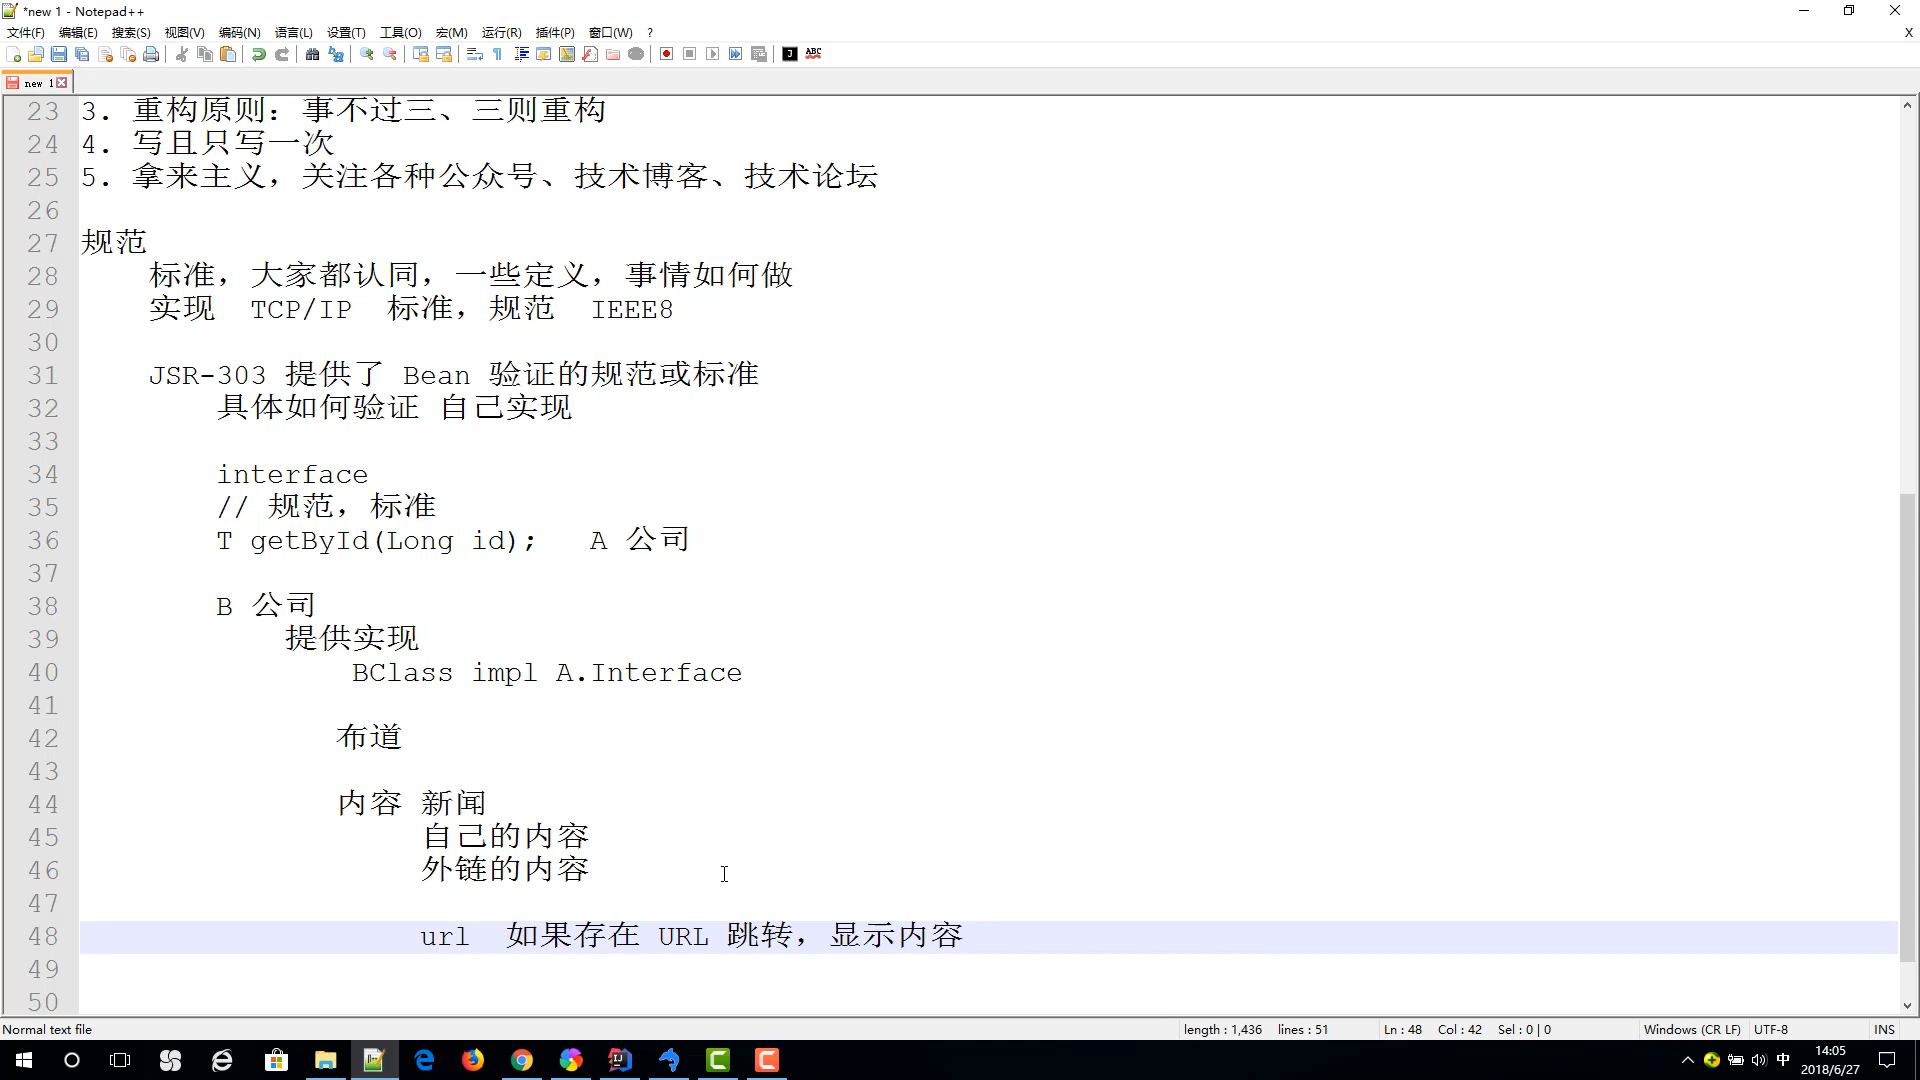 *new 1 - Notepad++
文件(F) 编辑(E) 搜索(S) 视图(V) 编码(N) 语言(L) 设置(T) 工具(O) 宏(M) 运行(R) 插件(P) 窗口(W) ? X
new 1
23 3. 重构原则：事不过三、三则重构
24 4. 写且只写一次
25 5. 拿来主义，关注各种公众号、技术博客、技术论坛
26
27 规范
28 标准，大家都认同，一些定义，事情如何做
29 实现 TCP/IP 标准，规范 IEEE8
30
31 JSR-303 提供了 Bean 验证的规范或标准
32 具体如何验证 自己实现
33
34 interface
35 // 规范，标准
36 T getById(Long id); A 公司
37
38 B 公司
39 提供实现
40 BClass impl A.Interface
41
42 布道
43
44 内容 新闻
45 自己的内容
46 外链的内容
47
48 url 如果存在 URL 跳转，显示内容
49
50
Normal text file length : 1,436 lines : 51 Ln : 48 Col : 42 Sel : 0 | 0 Windows (CR LF) UTF-8 INS
中 14:05
2018/6/27